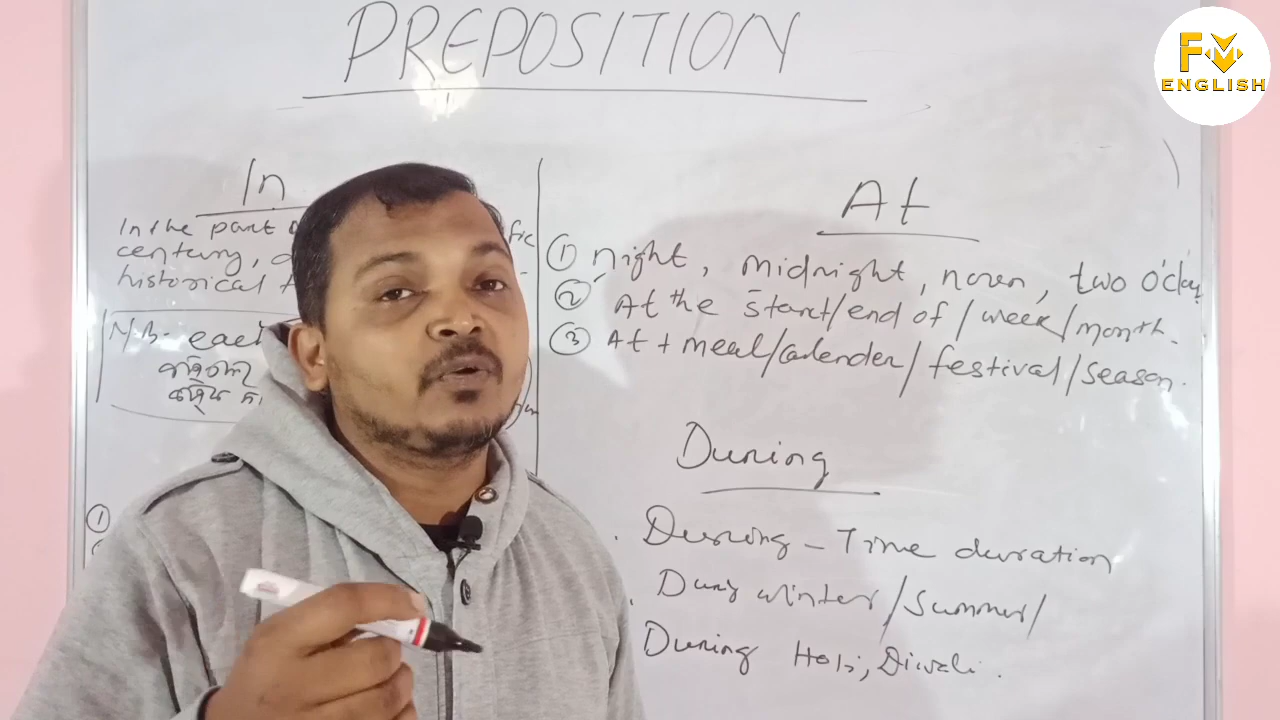 PREPOSITION
FM
ENGLISH
In
In the part
century,
historical
N.B- each
①
At
① night, midnight, noon, two o'clock
② At the start/end of/week/month.
③ At + meal/calender/festival/season.
During
During - Time duration
During winter/summer/
During Holi, Diwali.